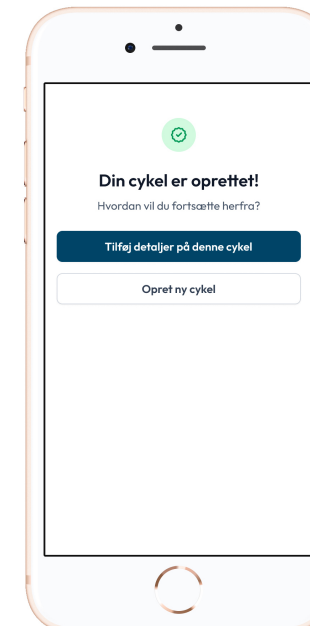 Din cykel er oprettet!
Hvordan vil du fortsætte herfra?
Tilføj detaljer på denne cykel
Opret ny cykel